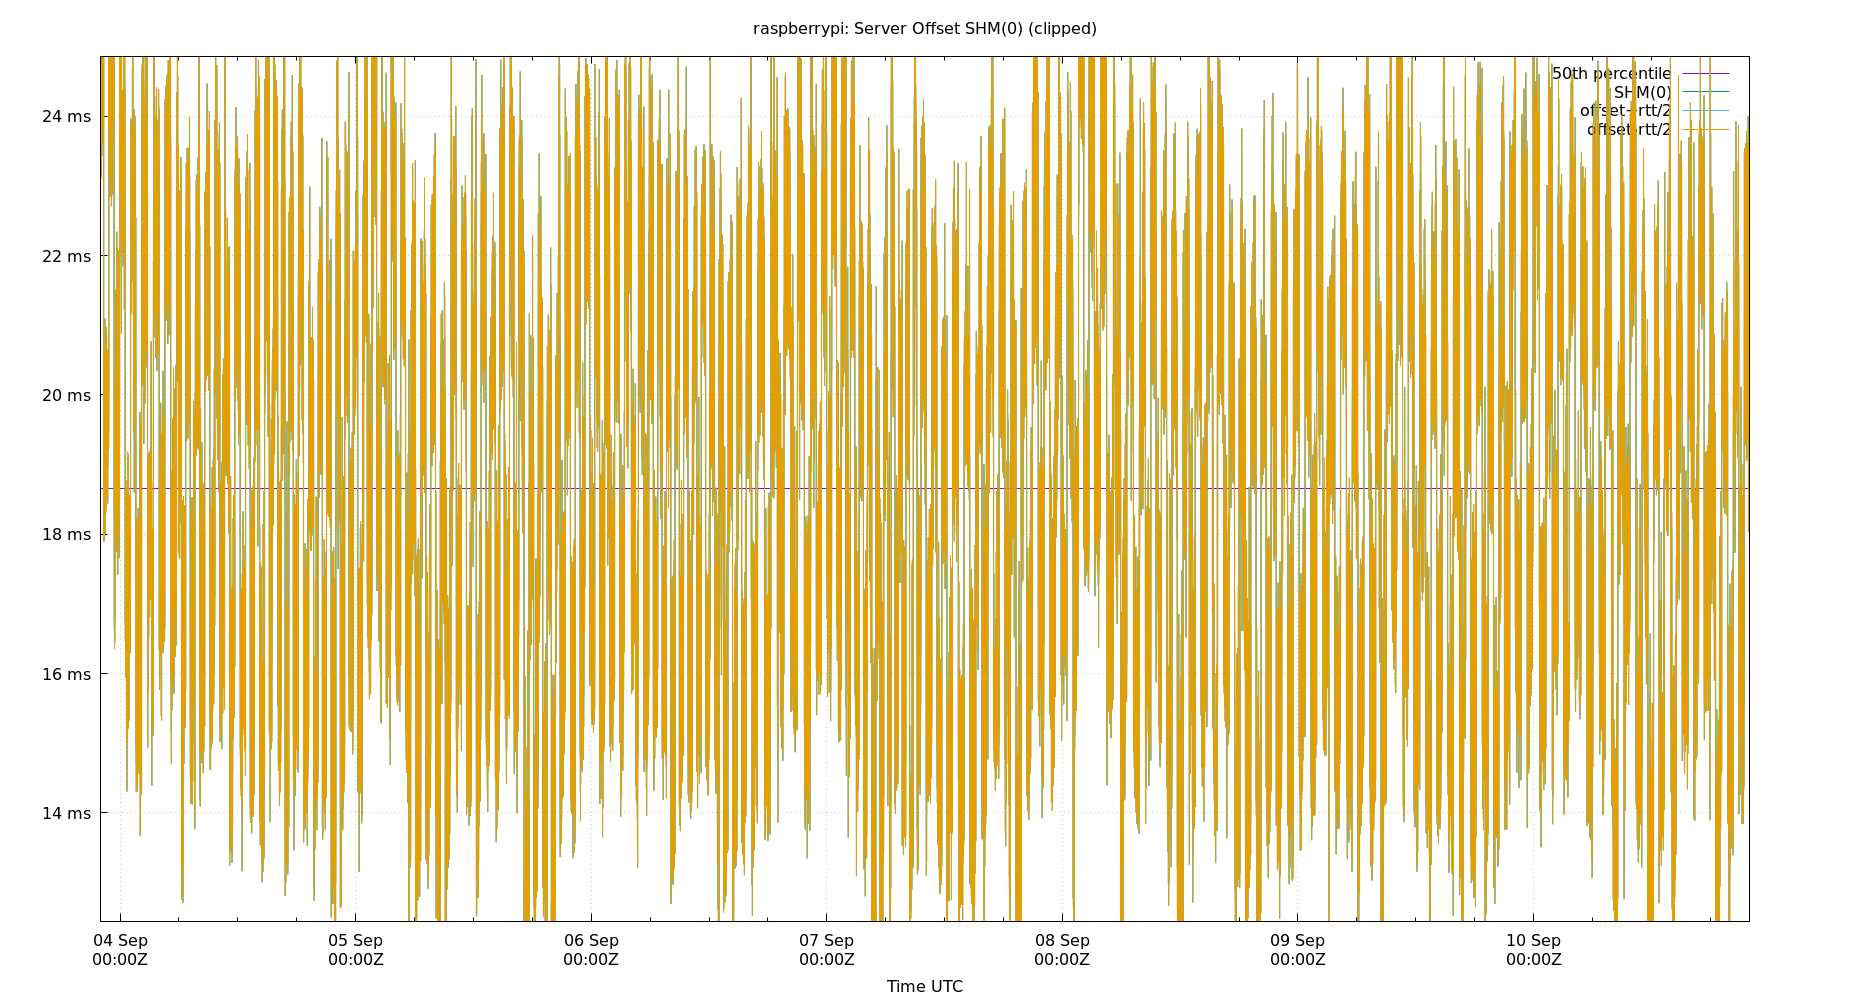 raspberrypi: Server Offset SHM(0) (clipped)
50th percentile
SHM(0)
offset+rtt/2
offset-rtt/2
24 ms
22 ms
20 ms
18 ms
16 ms
14 ms
04 Sep 05 Sep 06 Sep 07 Sep 08 Sep 09 Sep 10 Sep
00:00Z 00:00Z 00:00Z 00:00Z 00:00Z 00:00Z 00:00Z
Time UTC